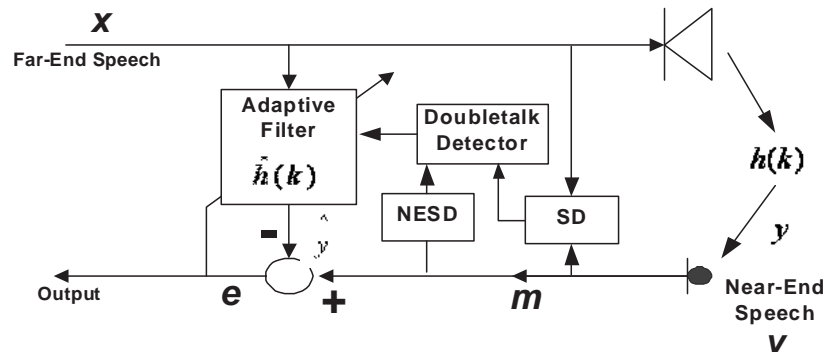 x
Far-End Speech
Adaptive
Filter
ĥ(k)
Doubletalk
Detector
h(k)
NESD
SD
-
ŷ
y
Output
e
+
m
Near-End
Speech
v